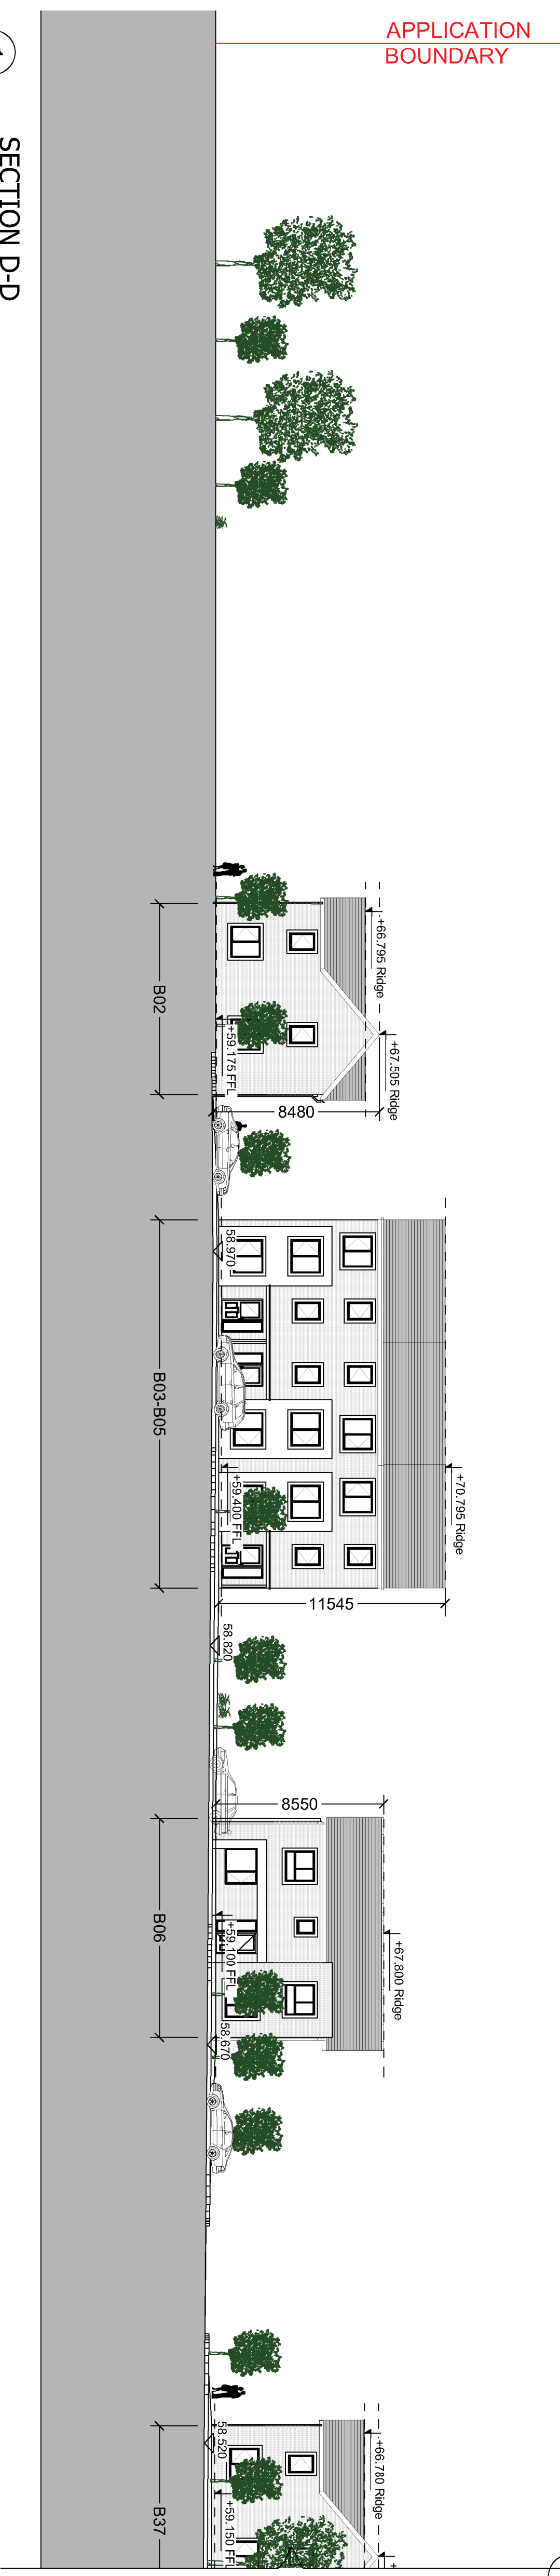 APPLICATION
BOUNDARY
SECTION D-D
+66.795 Ridge
+67.505 Ridge
+59.175 FFL
8480
B02
58.970
+70.795 Ridge
+59.400 FFL
11545
B03-B05
58.820
8550
+67.800 Ridge
+59.100 FFL
58.670
B06
+66.780 Ridge
58.520
+59.150 FFL
B37